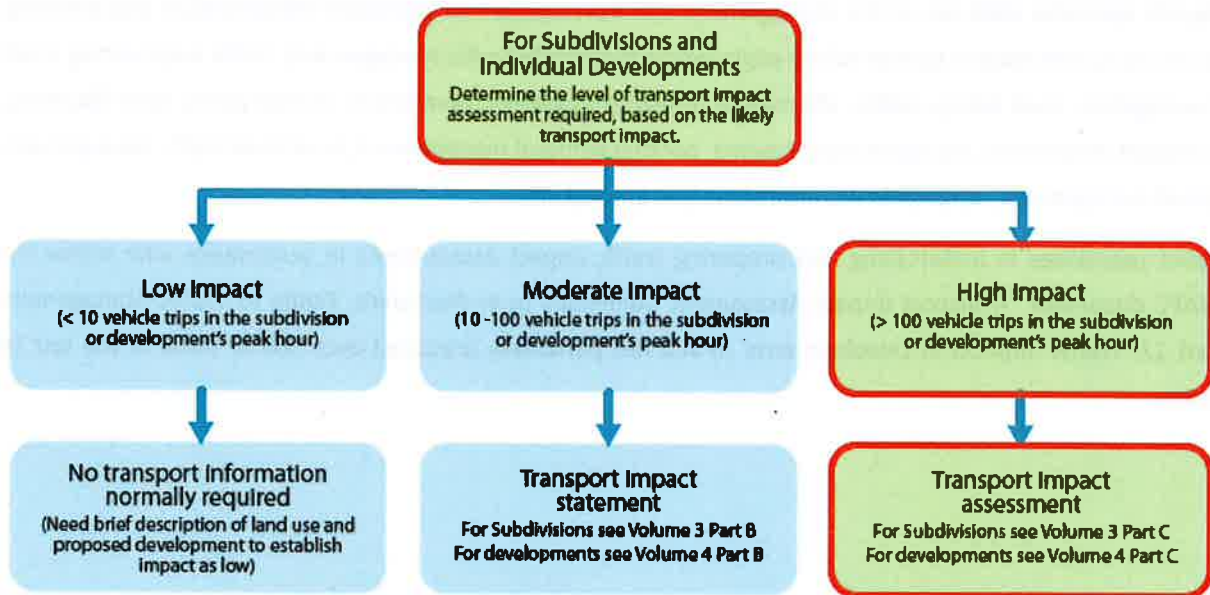 For Subdivisions and
Individual Developments
Determine the level of transport impact
assessment required, based on the likely
transport impact.
Low Impact
(< 10 vehicle trips in the subdivision
or development's peak hour)
Moderate Impact
(10 -100 vehicle trips in the subdivision
or development's peak hour)
High Impact
(> 100 vehicle trips in the subdivision
or development's peak hour)
No transport information
normally required
(Need brief description of land use and
proposed development to establish
impact as low)
Transport impact
statement
For Subdivisions see Volume 3 Part B
For developments see Volume 4 Part B
Transport impact
assessment
For Subdivisions see Volume 3 Part C
For developments see Volume 4 Part C